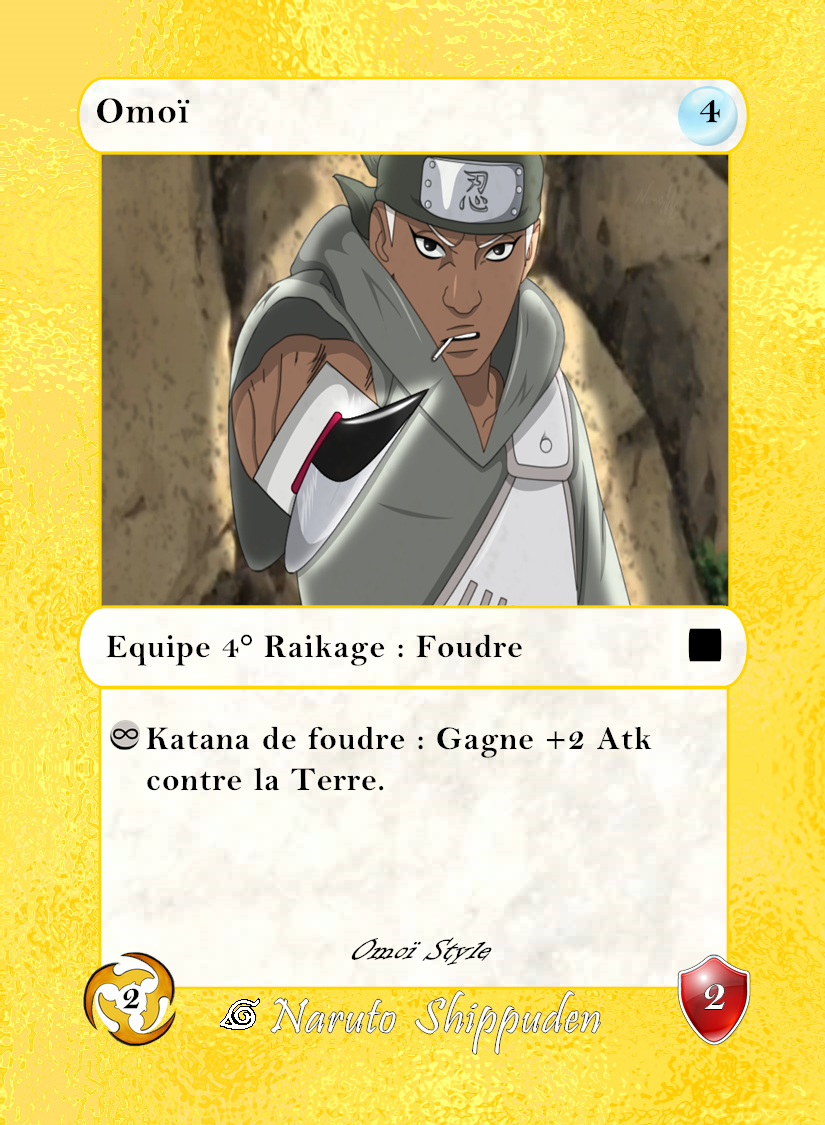 Omoï
4
忍
Equipe 4° Raikage : Foudre
∞ Katana de foudre : Gagne +2 Atk
contre la Terre.
Omoï Style
2
Naruto Shippuden
2